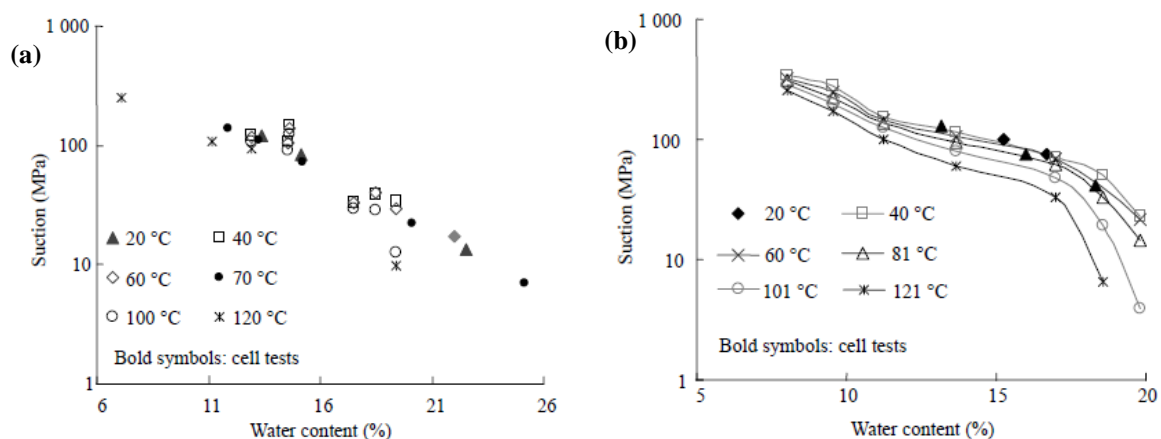 (a)
1 000
100
10
1
Suction (MPa)
20 °C
40 °C
60 °C
70 °C
100 °C
120 °C
Bold symbols: cell tests
6
11
16
21
26
Water content (%)
(b)
1 000
100
10
1
Suction (MPa)
20 °C
40 °C
60 °C
81 °C
101 °C
121 °C
Bold symbols: cell tests
5
10
15
20
Water content (%)